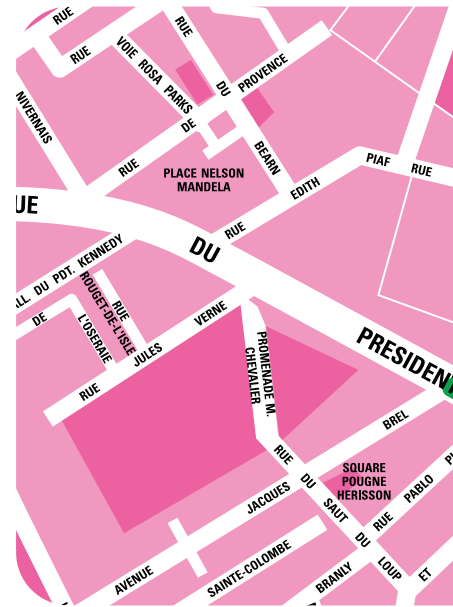 RUE
RUE
RUE DU BEARN
VOIE ROSA PARKS
RUE DE PROVENCE
NIVERNAIS
PLACE NELSON
MANDELA
RUE EDITH PIAF
RUE
UE DU PRESIDEN
LL. DU PDT. KENNEDY
RUE
ROUGET-DE-L'ISLE
DE L'OSERAIE
RUE JULES VERNE
PROMENADE M.
CHEVALIER
AVENUE JACQUES BREL
SQUARE
POUGNE
HERISSON
RUE DU SAUT DU LOUP
RUE PABLO
SAINTE-COLOMBE
BRANLY
ET